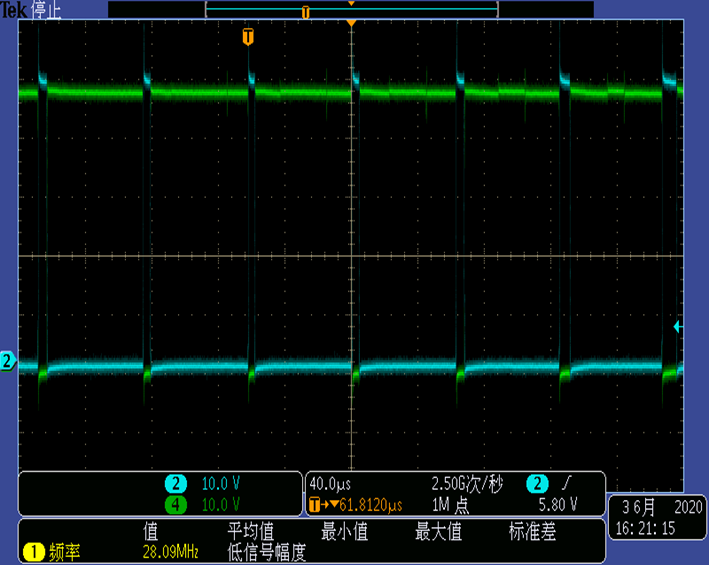 Tek 停止
T
T
2
2 10.0 V
4 10.0 V
40.0μs 2.50G次/秒 2 5.80 V
T→▼61.8120μs 1M 点
3 6月 2020
16: 21: 15
值 平均值 最小值 最大值 标准差
1 频率 28.09MHz 低信号幅度